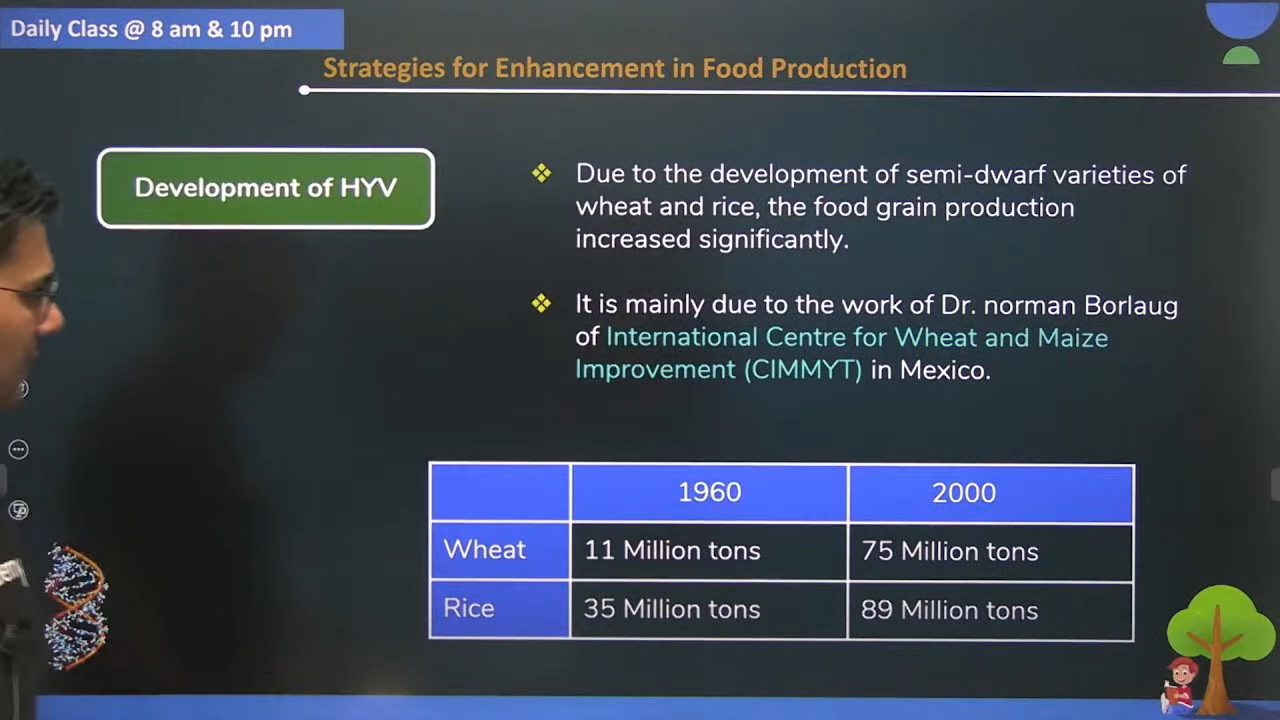 Daily Class @ 8 am & 10 pm
Strategies for Enhancement in Food Production
Development of HYV
Due to the development of semi-dwarf varieties of
wheat and rice, the food grain production
increased significantly.
It is mainly due to the work of Dr. norman Borlaug
of International Centre for Wheat and Maize
Improvement (CIMMYT) in Mexico.
1960 2000
Wheat 11 Million tons 75 Million tons
Rice 35 Million tons 89 Million tons